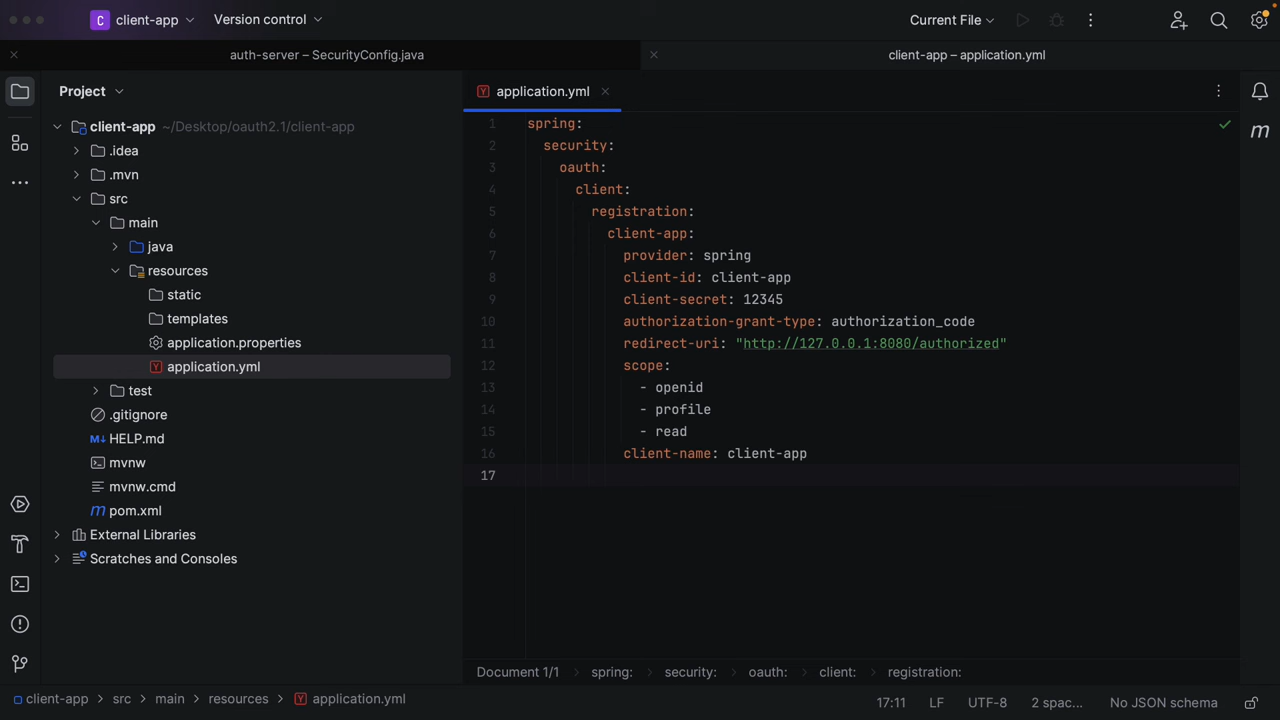 C client-app Version control Current File
auth-server – SecurityConfig.java client-app – application.yml
Project
client-app ~/Desktop/oauth2.1/client-app
.idea
.mvn
src
main
java
resources
static
templates
application.properties
application.yml
test
.gitignore
M↓ HELP.md
mvnw
mvnw.cmd
m pom.xml
External Libraries
Scratches and Consoles
Y application.yml
1 spring:
2 security:
3 oauth:
4 client:
5 registration:
6 client-app:
7 provider: spring
8 client-id: client-app
9 client-secret: 12345
10 authorization-grant-type: authorization_code
11 redirect-uri: "http://127.0.0.1:8080/authorized"
12 scope:
13 - openid
14 - profile
15 - read
16 client-name: client-app
17
m
Document 1/1 spring: security: oauth: client: registration:
client-app src main resources Y application.yml 17:11 LF UTF-8 2 spac... No JSON schema